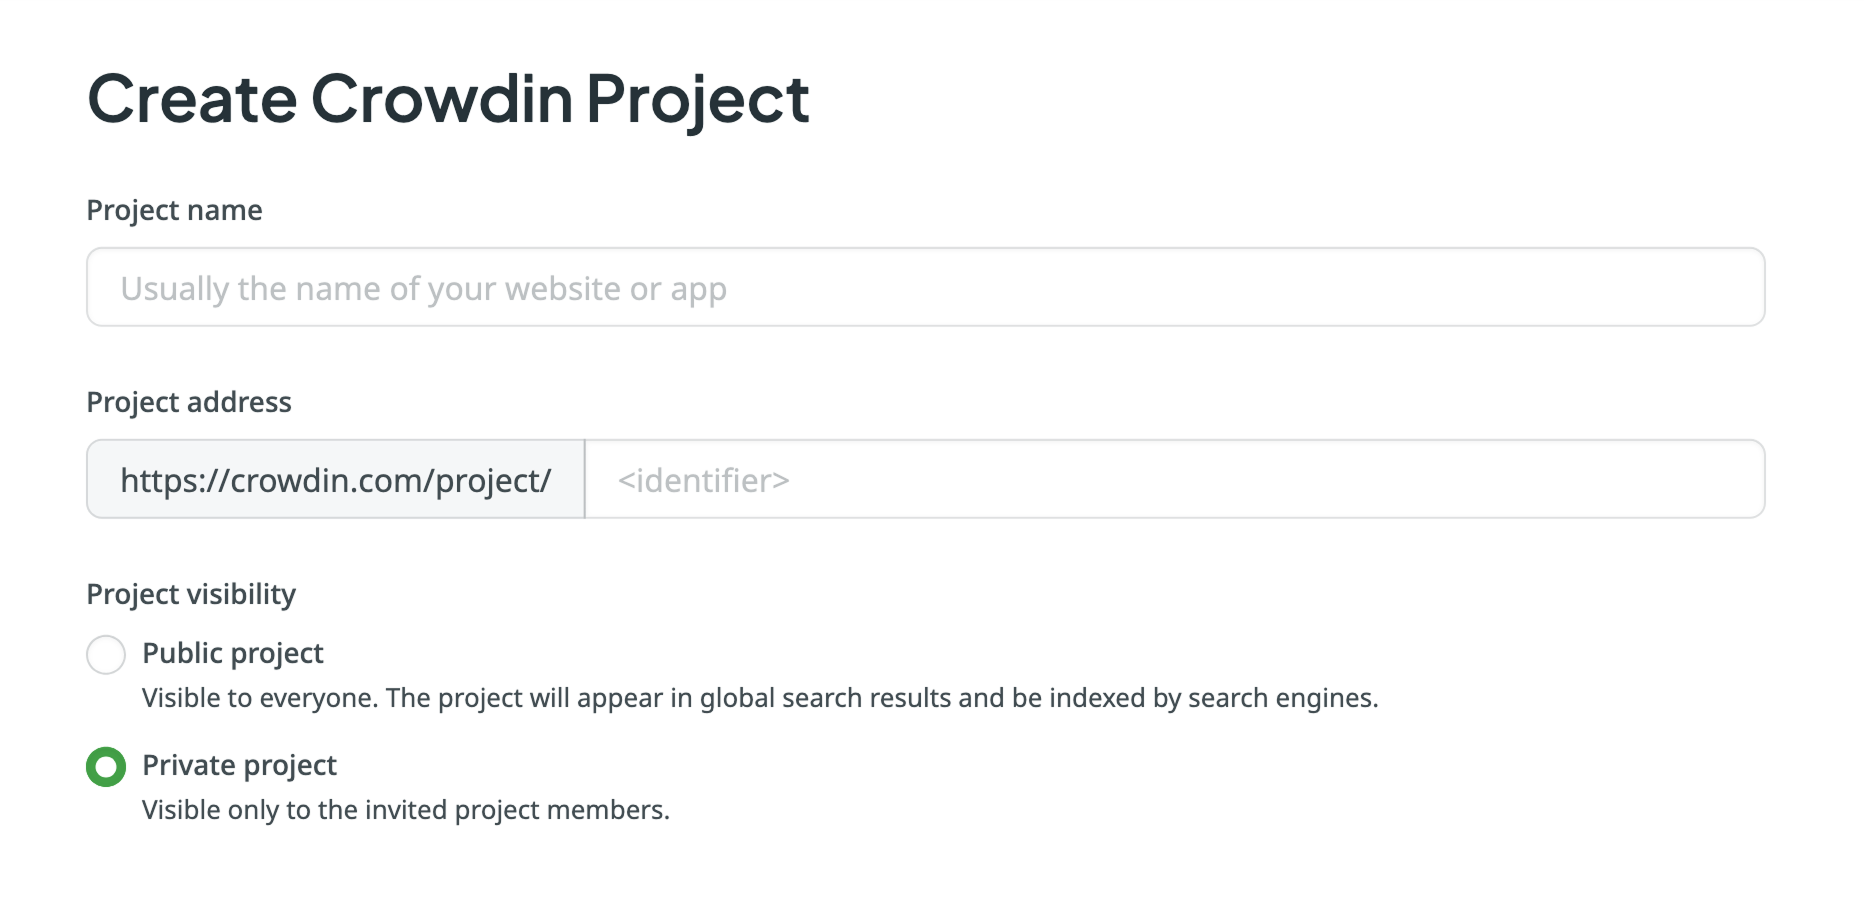 Create Crowdin Project
Project name
Usually the name of your website or app
Project address
https://crowdin.com/project/ <identifier>
Project visibility
Public project
Visible to everyone. The project will appear in global search results and be indexed by search engines.
Private project
Visible only to the invited project members.